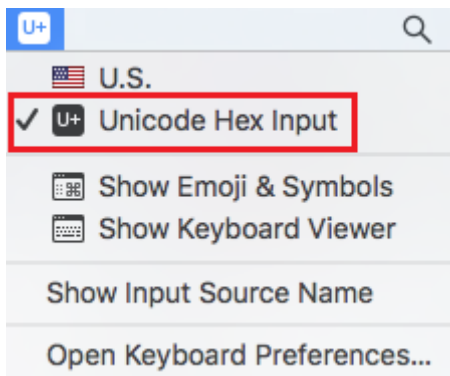 U+
U.S.
U+ Unicode Hex Input
Show Emoji & Symbols
Show Keyboard Viewer
Show Input Source Name
Open Keyboard Preferences...